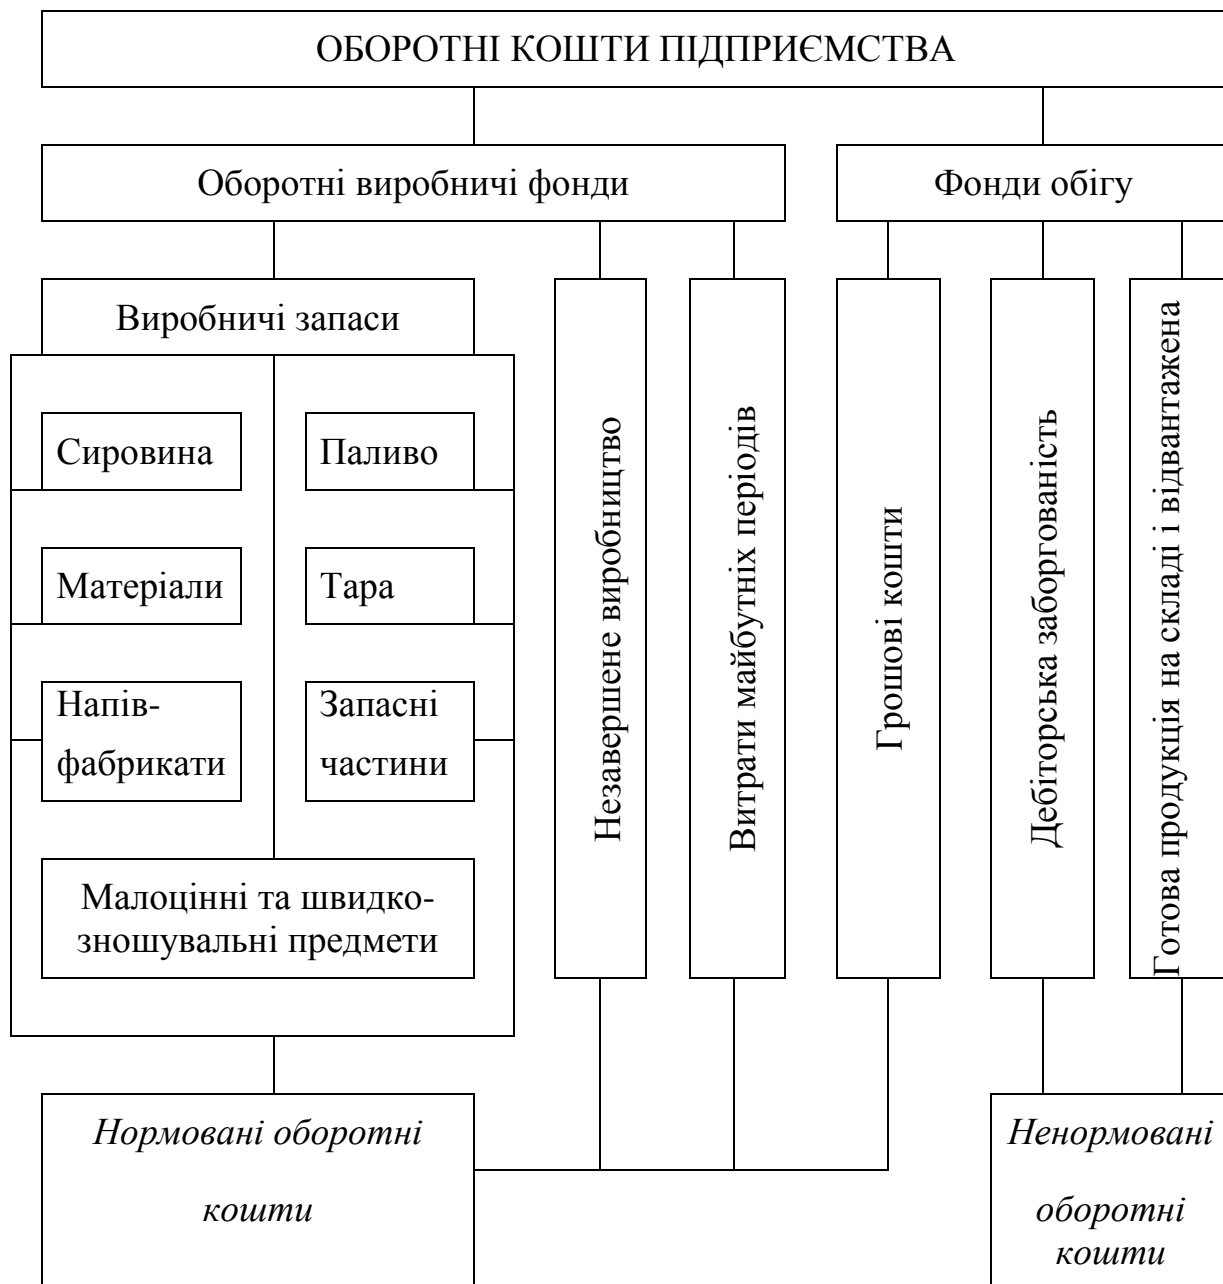 ОБОРОТНІ КОШТИ ПІДПРИЄМСТВА
Оборотні виробничі фонди
Фонди обігу
Виробничі запаси
Сировина
Паливо
Матеріали
Тара
Напів-
фабрикати
Запасні
частини
Малоцінні та швидко-
зношувальні предмети
Незавершене виробництво
Витрати майбутніх періодів
Грошові кошти
Дебіторська заборгованість
Готова продукція на складі і відвантажена
Нормовані оборотні
кошти
Ненормовані
оборотні
кошти